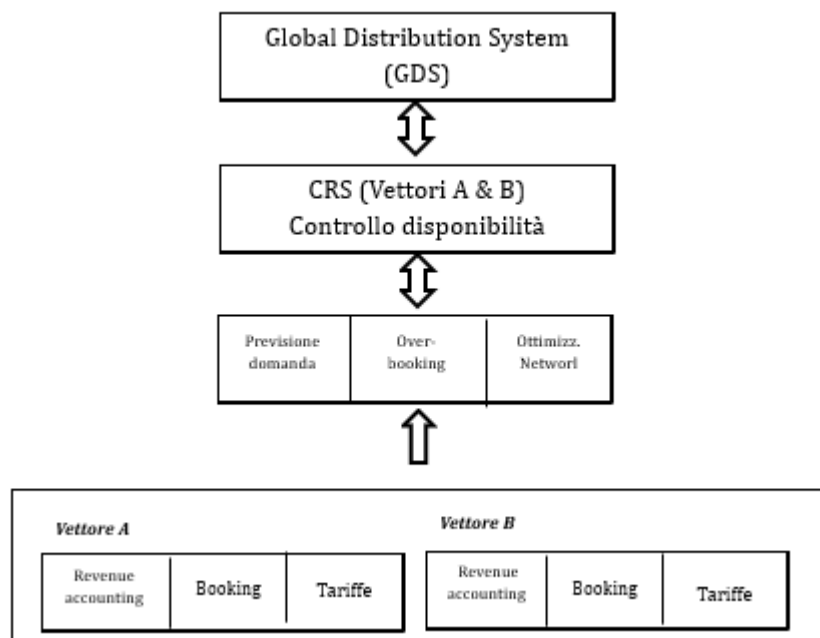 Global Distribution System
(GDS)
CRS (Vettori A & B)
Controllo disponibilità
Previsione
domanda
Over-
booking
Ottimizz.
Networl
Vettore A
Vettore B
Revenue
accounting
Booking
Tariffe
Revenue
accounting
Booking
Tariffe